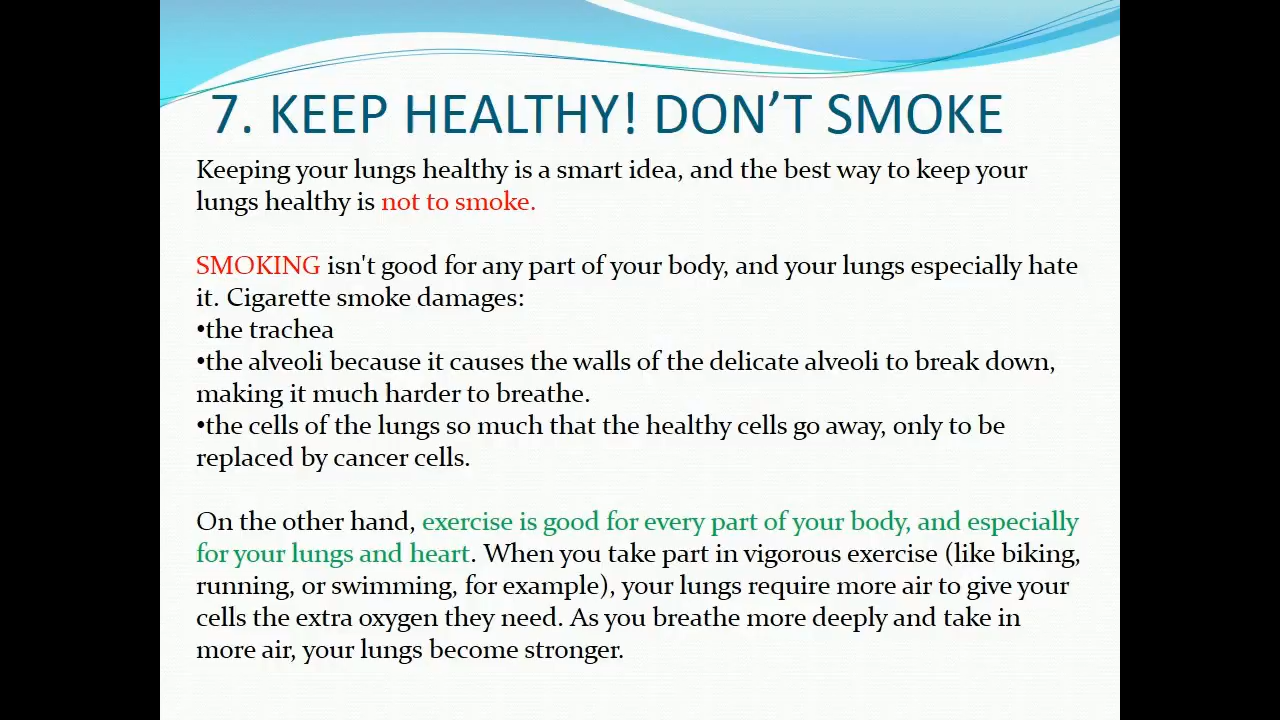 7. KEEP HEALTHY! DON’T SMOKE
Keeping your lungs healthy is a smart idea, and the best way to keep your
lungs healthy is not to smoke.
SMOKING isn't good for any part of your body, and your lungs especially hate
it. Cigarette smoke damages:
•the trachea
•the alveoli because it causes the walls of the delicate alveoli to break down,
making it much harder to breathe.
•the cells of the lungs so much that the healthy cells go away, only to be
replaced by cancer cells.
On the other hand, exercise is good for every part of your body, and especially
for your lungs and heart. When you take part in vigorous exercise (like biking,
running, or swimming, for example), your lungs require more air to give your
cells the extra oxygen they need. As you breathe more deeply and take in
more air, your lungs become stronger.